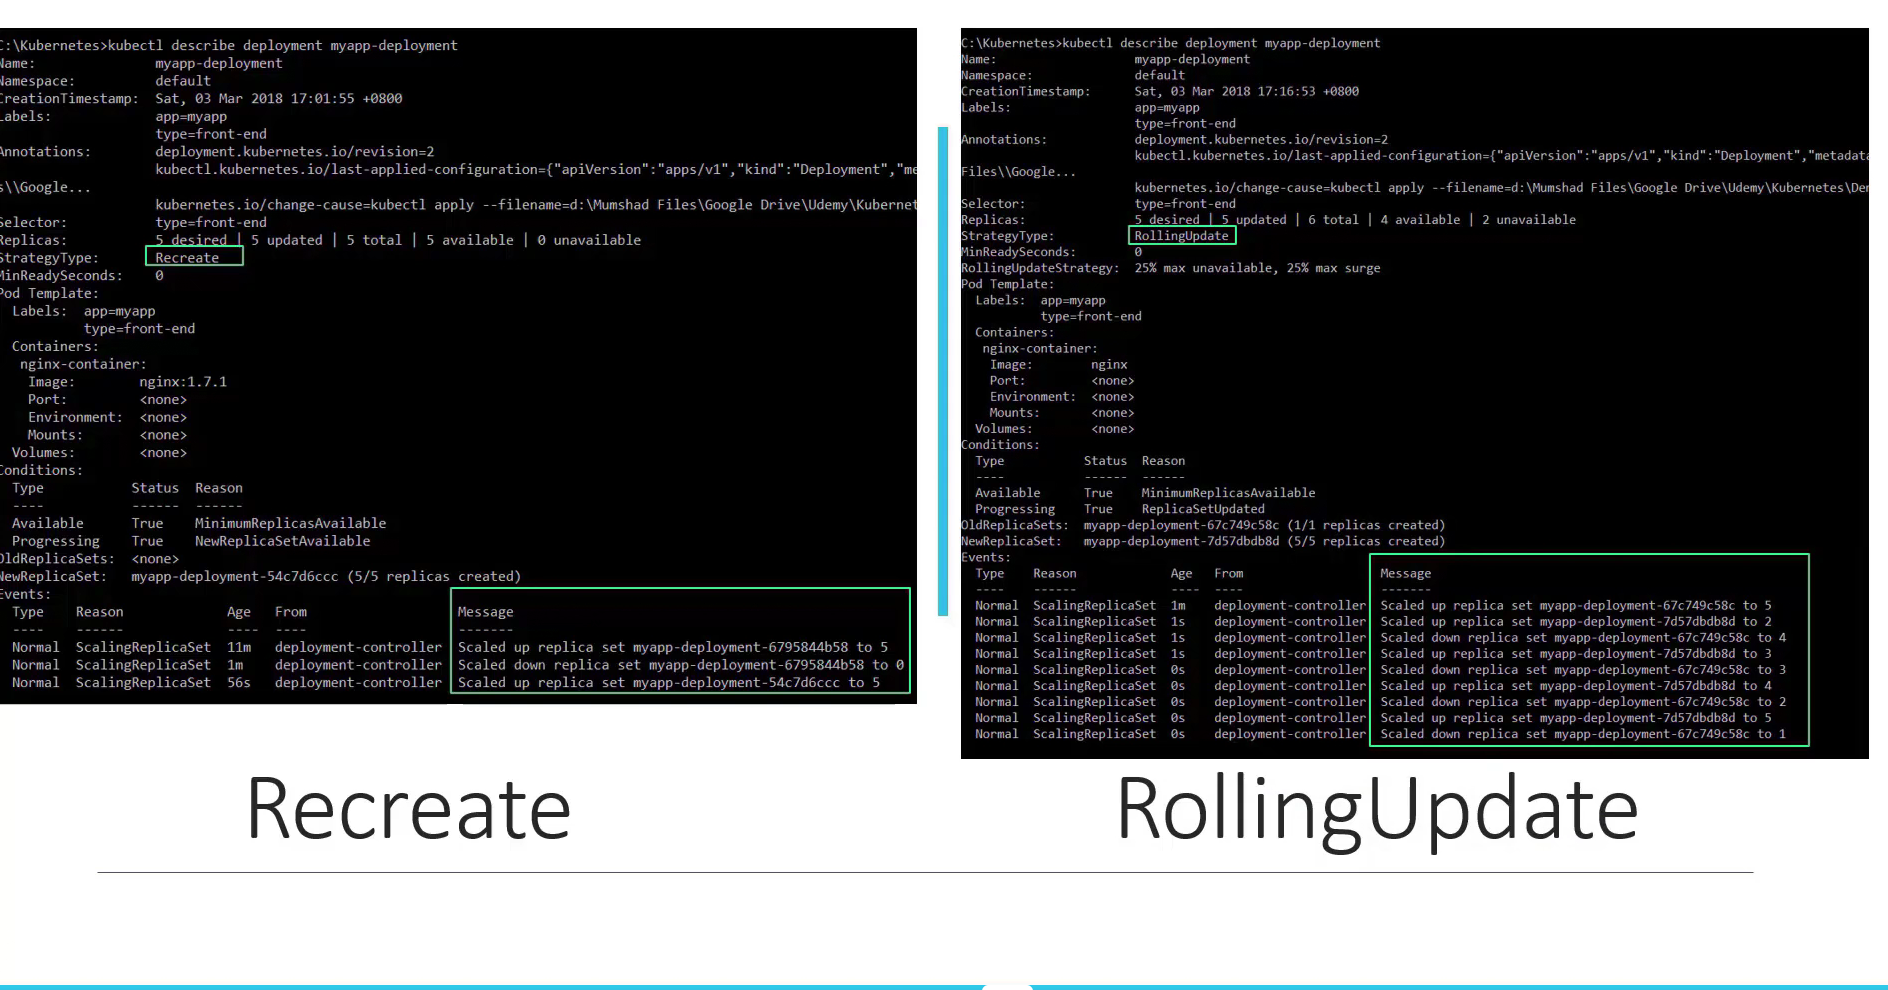 C:\Kubernetes>kubectl describe deployment myapp-deployment
Name: myapp-deployment
Namespace: default
CreationTimestamp: Sat, 03 Mar 2018 17:01:55 +0800
Labels: app=myapp
type=front-end
Annotations: deployment.kubernetes.io/revision=2
kubectl.kubernetes.io/last-applied-configuration={"apiVersion":"apps/v1","kind":"Deployment","me
s\\Google...
kubernetes.io/change-cause=kubectl apply --filename=d:\Mumshad Files\Google Drive\Udemy\Kubernet
Selector: type=front-end
Replicas: 5 desired | 5 updated | 5 total | 5 available | 0 unavailable
StrategyType: Recreate
MinReadySeconds: 0
Pod Template:
Labels: app=myapp
type=front-end
Containers:
nginx-container:
Image: nginx:1.7.1
Port: <none>
Environment: <none>
Mounts: <none>
Volumes: <none>
Conditions:
Type Status Reason
---- ------ ------
Available True MinimumReplicasAvailable
Progressing True NewReplicaSetAvailable
OldReplicaSets: <none>
NewReplicaSet: myapp-deployment-54c7d6ccc (5/5 replicas created)
Events:
Type Reason Age From Message
---- ------ ---- ---- -------
Normal ScalingReplicaSet 11m deployment-controller Scaled up replica set myapp-deployment-6795844b58 to 5
Normal ScalingReplicaSet 1m deployment-controller Scaled down replica set myapp-deployment-6795844b58 to 0
Normal ScalingReplicaSet 56s deployment-controller Scaled up replica set myapp-deployment-54c7d6ccc to 5
Recreate
C:\Kubernetes>kubectl describe deployment myapp-deployment
Name: myapp-deployment
Namespace: default
CreationTimestamp: Sat, 03 Mar 2018 17:16:53 +0800
Labels: app=myapp
type=front-end
Annotations: deployment.kubernetes.io/revision=2
kubectl.kubernetes.io/last-applied-configuration={"apiVersion":"apps/v1","kind":"Deployment","metadata
Files\\Google...
kubernetes.io/change-cause=kubectl apply --filename=d:\Mumshad Files\Google Drive\Udemy\Kubernetes\Dem
Selector: type=front-end
Replicas: 5 desired | 5 updated | 6 total | 4 available | 2 unavailable
StrategyType: RollingUpdate
MinReadySeconds: 0
RollingUpdateStrategy: 25% max unavailable, 25% max surge
Pod Template:
Labels: app=myapp
type=front-end
Containers:
nginx-container:
Image: nginx
Port: <none>
Environment: <none>
Mounts: <none>
Volumes: <none>
Conditions:
Type Status Reason
---- ------ ------
Available True MinimumReplicasAvailable
Progressing True ReplicaSetUpdated
OldReplicaSets: myapp-deployment-67c749c58c (1/1 replicas created)
NewReplicaSet: myapp-deployment-7d57dbdb8d (5/5 replicas created)
Events:
Type Reason Age From Message
---- ------ ---- ---- -------
Normal ScalingReplicaSet 1m deployment-controller Scaled up replica set myapp-deployment-67c749c58c to 5
Normal ScalingReplicaSet 1s deployment-controller Scaled up replica set myapp-deployment-7d57dbdb8d to 2
Normal ScalingReplicaSet 1s deployment-controller Scaled down replica set myapp-deployment-67c749c58c to 4
Normal ScalingReplicaSet 1s deployment-controller Scaled up replica set myapp-deployment-7d57dbdb8d to 3
Normal ScalingReplicaSet 0s deployment-controller Scaled down replica set myapp-deployment-67c749c58c to 3
Normal ScalingReplicaSet 0s deployment-controller Scaled up replica set myapp-deployment-7d57dbdb8d to 4
Normal ScalingReplicaSet 0s deployment-controller Scaled down replica set myapp-deployment-67c749c58c to 2
Normal ScalingReplicaSet 0s deployment-controller Scaled up replica set myapp-deployment-7d57dbdb8d to 5
Normal ScalingReplicaSet 0s deployment-controller Scaled down replica set myapp-deployment-67c749c58c to 1
RollingUpdate